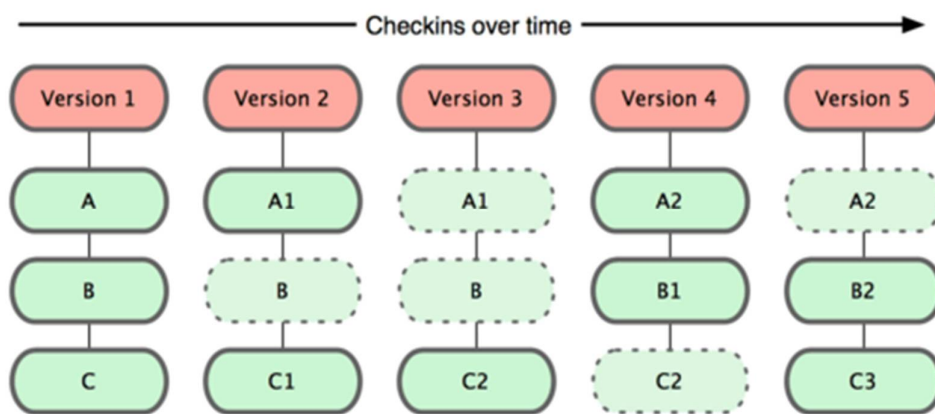 Checkins over time
Version 1 Version 2 Version 3 Version 4 Version 5
A A1 A1 A2 A2
B B B B1 B2
C C1 C2 C2 C3